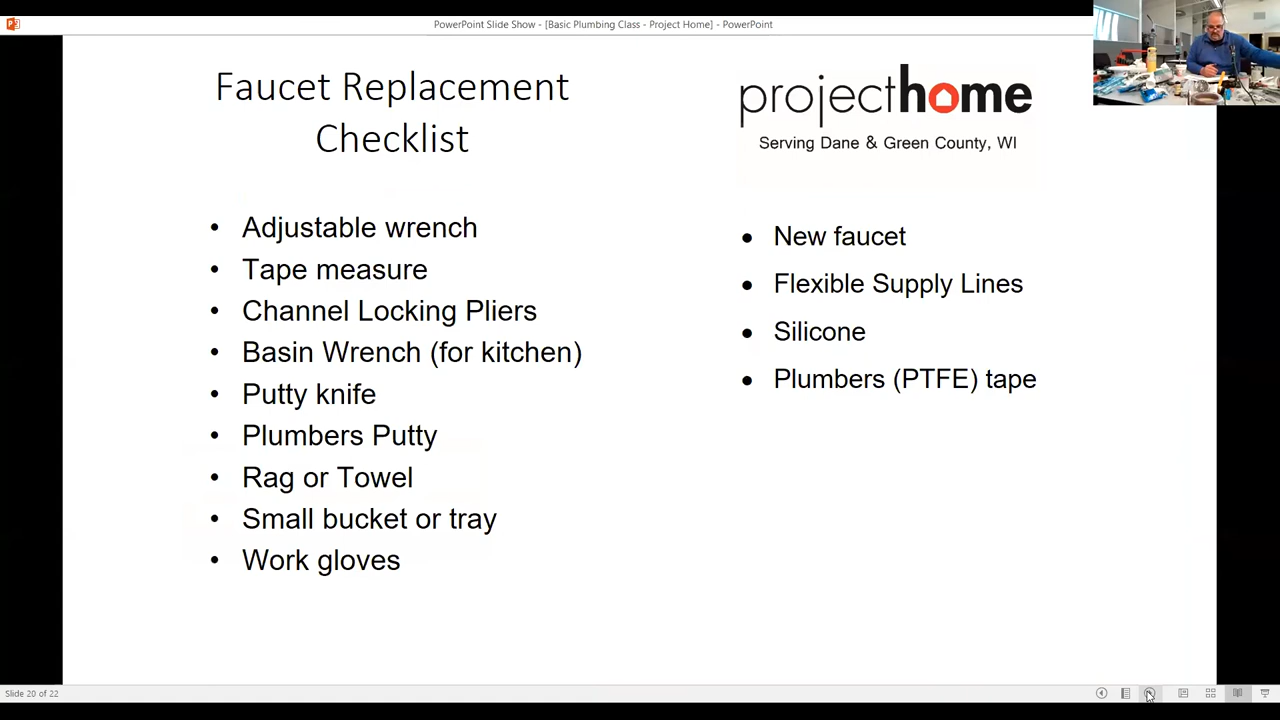 PowerPoint Slide Show - [Basic Plumbing Class - Project Home] - PowerPoint
Faucet Replacement
Checklist
projecthome
Serving Dane & Green County, WI
• Adjustable wrench
• Tape measure
• Channel Locking Pliers
• Basin Wrench (for kitchen)
• Putty knife
• Plumbers Putty
• Rag or Towel
• Small bucket or tray
• Work gloves
• New faucet
• Flexible Supply Lines
• Silicone
• Plumbers (PTFE) tape
Slide 20 of 22